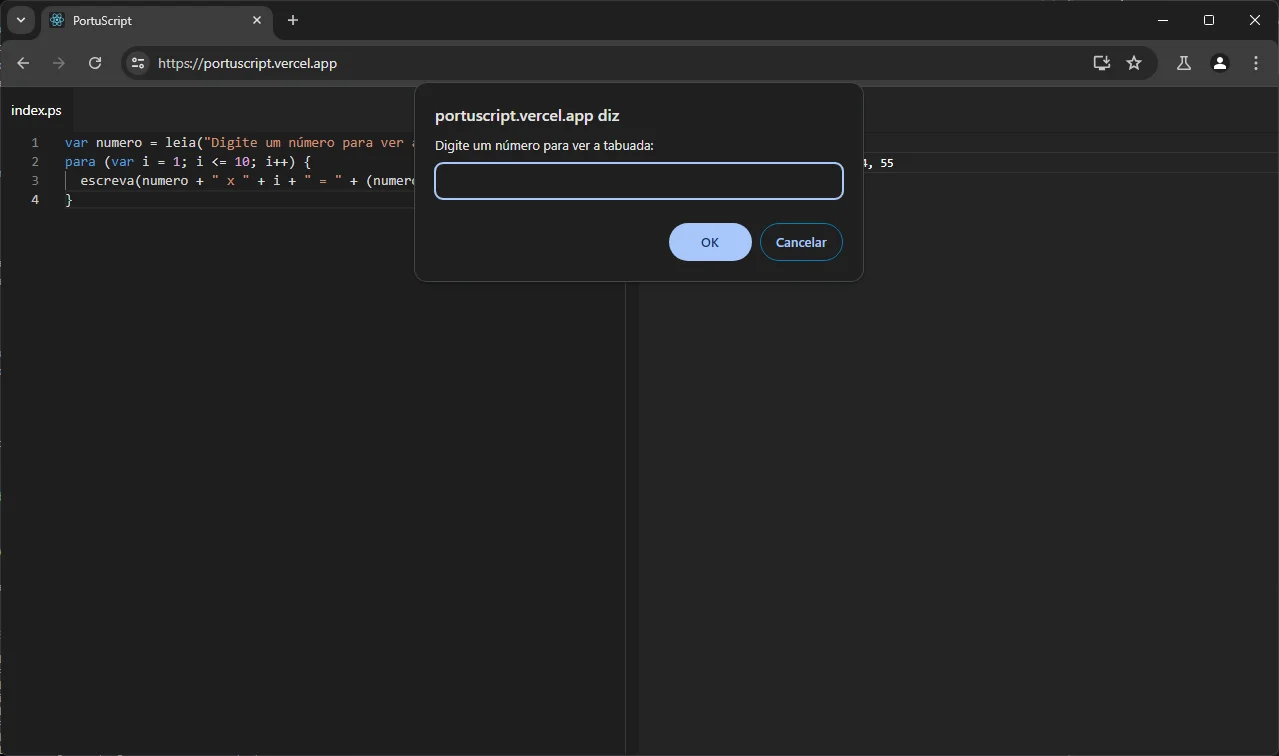 PortuScript
https://portuscript.vercel.app
index.ps
portuscript.vercel.app diz
Digite um número para ver a tabuada:
OK
Cancelar
1 var numero = leia("Digite um número para ver
2 para (var i = 1; i <= 10; i++) {
3 escreva(numero + " x " + i + " = " + (numero
4 }
, 55